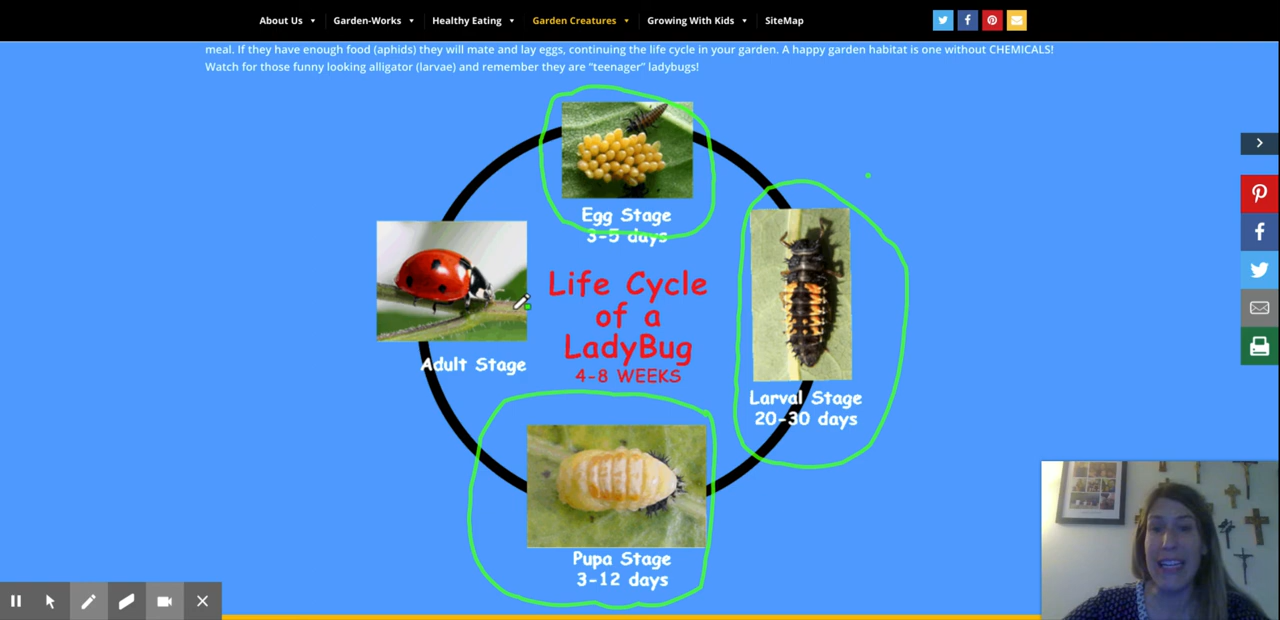 About Us Garden-Works Healthy Eating Garden Creatures Growing With Kids SiteMap
meal. If they have enough food (aphids) they will mate and lay eggs, continuing the life cycle in your garden. A happy garden habitat is one without CHEMICALS!
Watch for those funny looking alligator (larvae) and remember they are “teenager” ladybugs!
Egg Stage
3-5 days
Life Cycle
of a
LadyBug
4-8 WEEKS
Adult Stage
Larval Stage
20-30 days
Pupa Stage
3-12 days